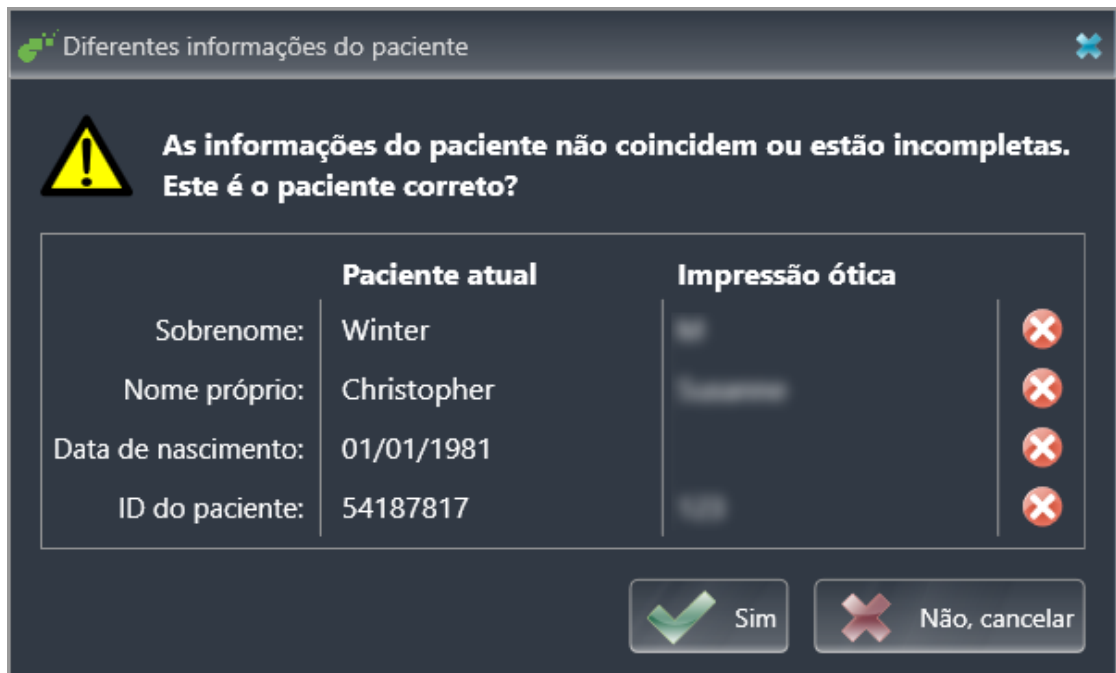 Diferentes informações do paciente
As informações do paciente não coincidem ou estão incompletas.
Este é o paciente correto?
Paciente atual Impressão ótica
Sobrenome: Winter
Nome próprio: Christopher
Data de nascimento: 01/01/1981
ID do paciente: 54187817
Sim Não, cancelar